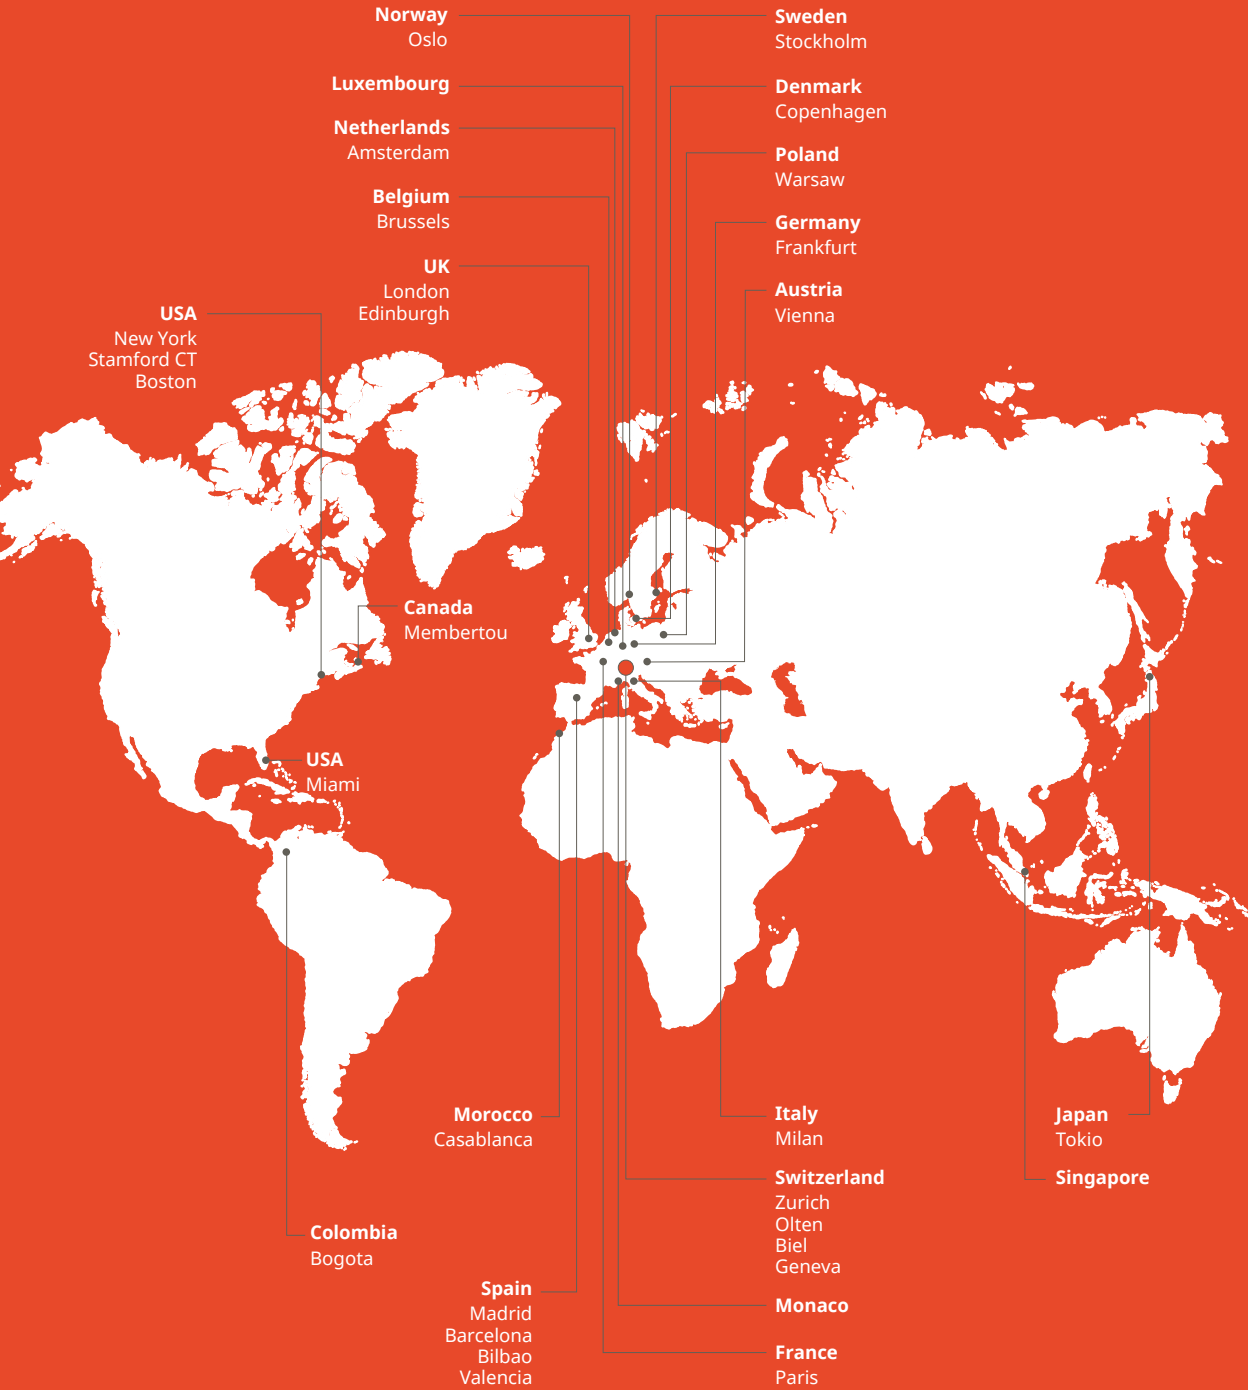 Norway
Oslo
Luxembourg
Netherlands
Amsterdam
Belgium
Brussels
UK
London
Edinburgh
USA
New York
Stamford CT
Boston
Sweden
Stockholm
Denmark
Copenhagen
Poland
Warsaw
Germany
Frankfurt
Austria
Vienna
Canada
Membertou
USA
Miami
Morocco
Casablanca
Colombia
Bogota
Spain
Madrid
Barcelona
Bilbao
Valencia
Italy
Milan
Switzerland
Zurich
Olten
Biel
Geneva
Monaco
France
Paris
Japan
Tokio
Singapore